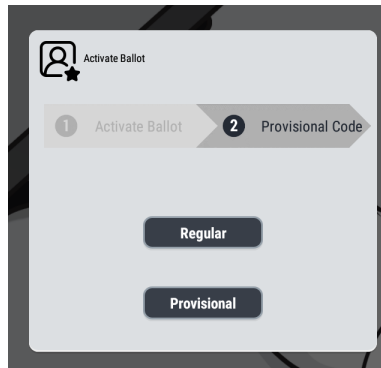 Activate Ballot
1 Activate Ballot 2 Provisional Code
Regular
Provisional